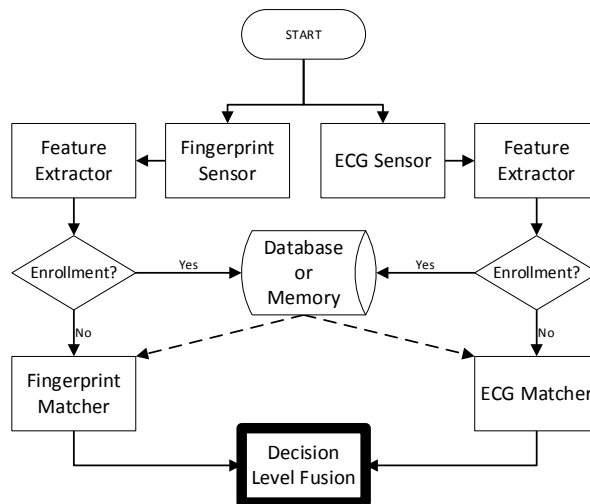 START
Feature
Extractor
Fingerprint
Sensor
ECG Sensor
Feature
Extractor
Enrollment?
Yes
Database
or
Memory
Yes
Enrollment?
No
No
Fingerprint
Matcher
ECG Matcher
Decision
Level Fusion